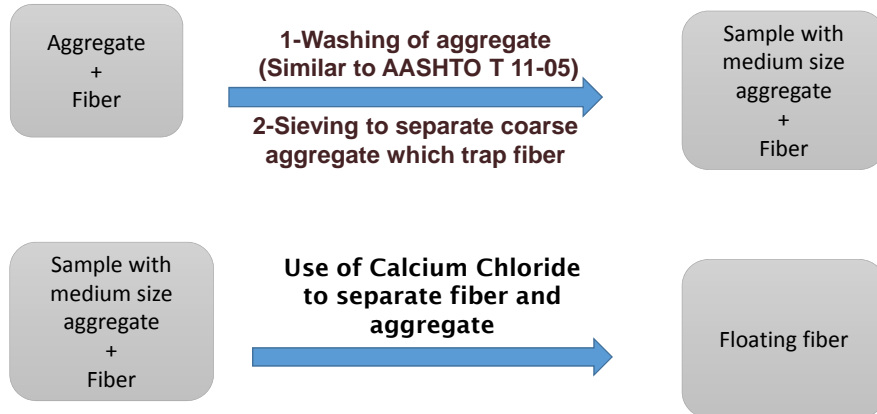 Aggregate
+
Fiber
1-Washing of aggregate
(Similar to AASHTO T 11-05)
2-Sieving to separate coarse
aggregate which trap fiber
Sample with
medium size
aggregate
+
Fiber
Sample with
medium size
aggregate
+
Fiber
Use of Calcium Chloride
to separate fiber and
aggregate
Floating fiber